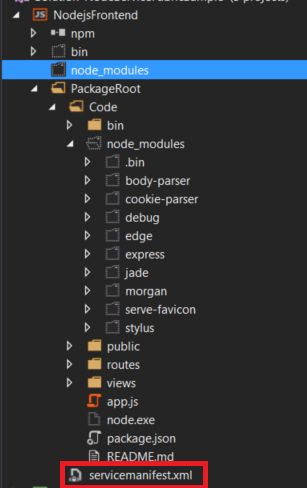 NodejsFrontend
npm
bin
node_modules
PackageRoot
Code
bin
node_modules
.bin
body-parser
cookie-parser
debug
edge
express
jade
morgan
serve-favicon
stylus
public
routes
views
app.js
node.exe
package.json
README.md
servicemanifest.xml